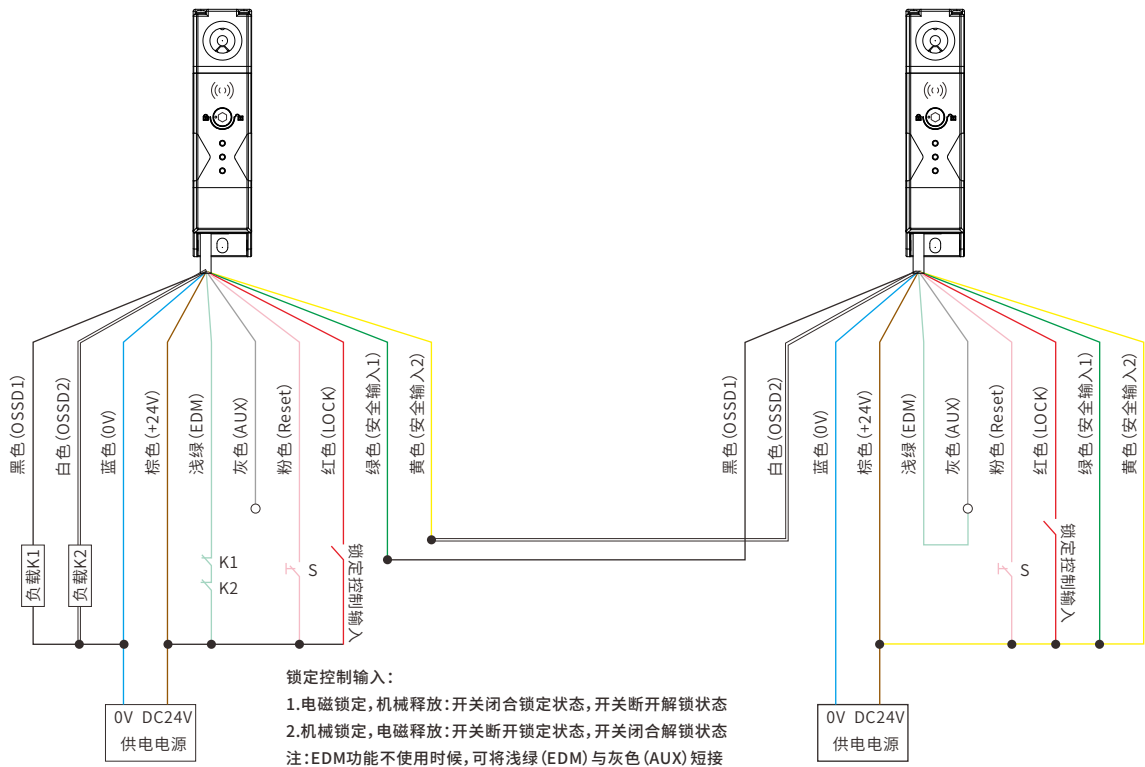 黑色(OSSD1)
白色(OSSD2)
蓝色(0V)
棕色(+24V)
浅绿(EDM)
灰色(AUX)
粉色(Reset)
红色(LOCK)
绿色(安全输入1)
黄色(安全输入2)
负载K1
负载K2
K1
K2
S
锁定控制输入
0V DC24V
供电电源
黑色(OSSD1)
白色(OSSD2)
蓝色(0V)
棕色(+24V)
浅绿(EDM)
灰色(AUX)
粉色(Reset)
红色(LOCK)
绿色(安全输入1)
黄色(安全输入2)
S
锁定控制输入
0V DC24V
供电电源
锁定控制输入:
1.电磁锁定,机械释放:开关闭合锁定状态,开关断开解锁状态
2.机械锁定,电磁释放:开关断开锁定状态,开关闭合解锁状态
注:EDM功能不使用时候,可将浅绿(EDM)与灰色(AUX)短接